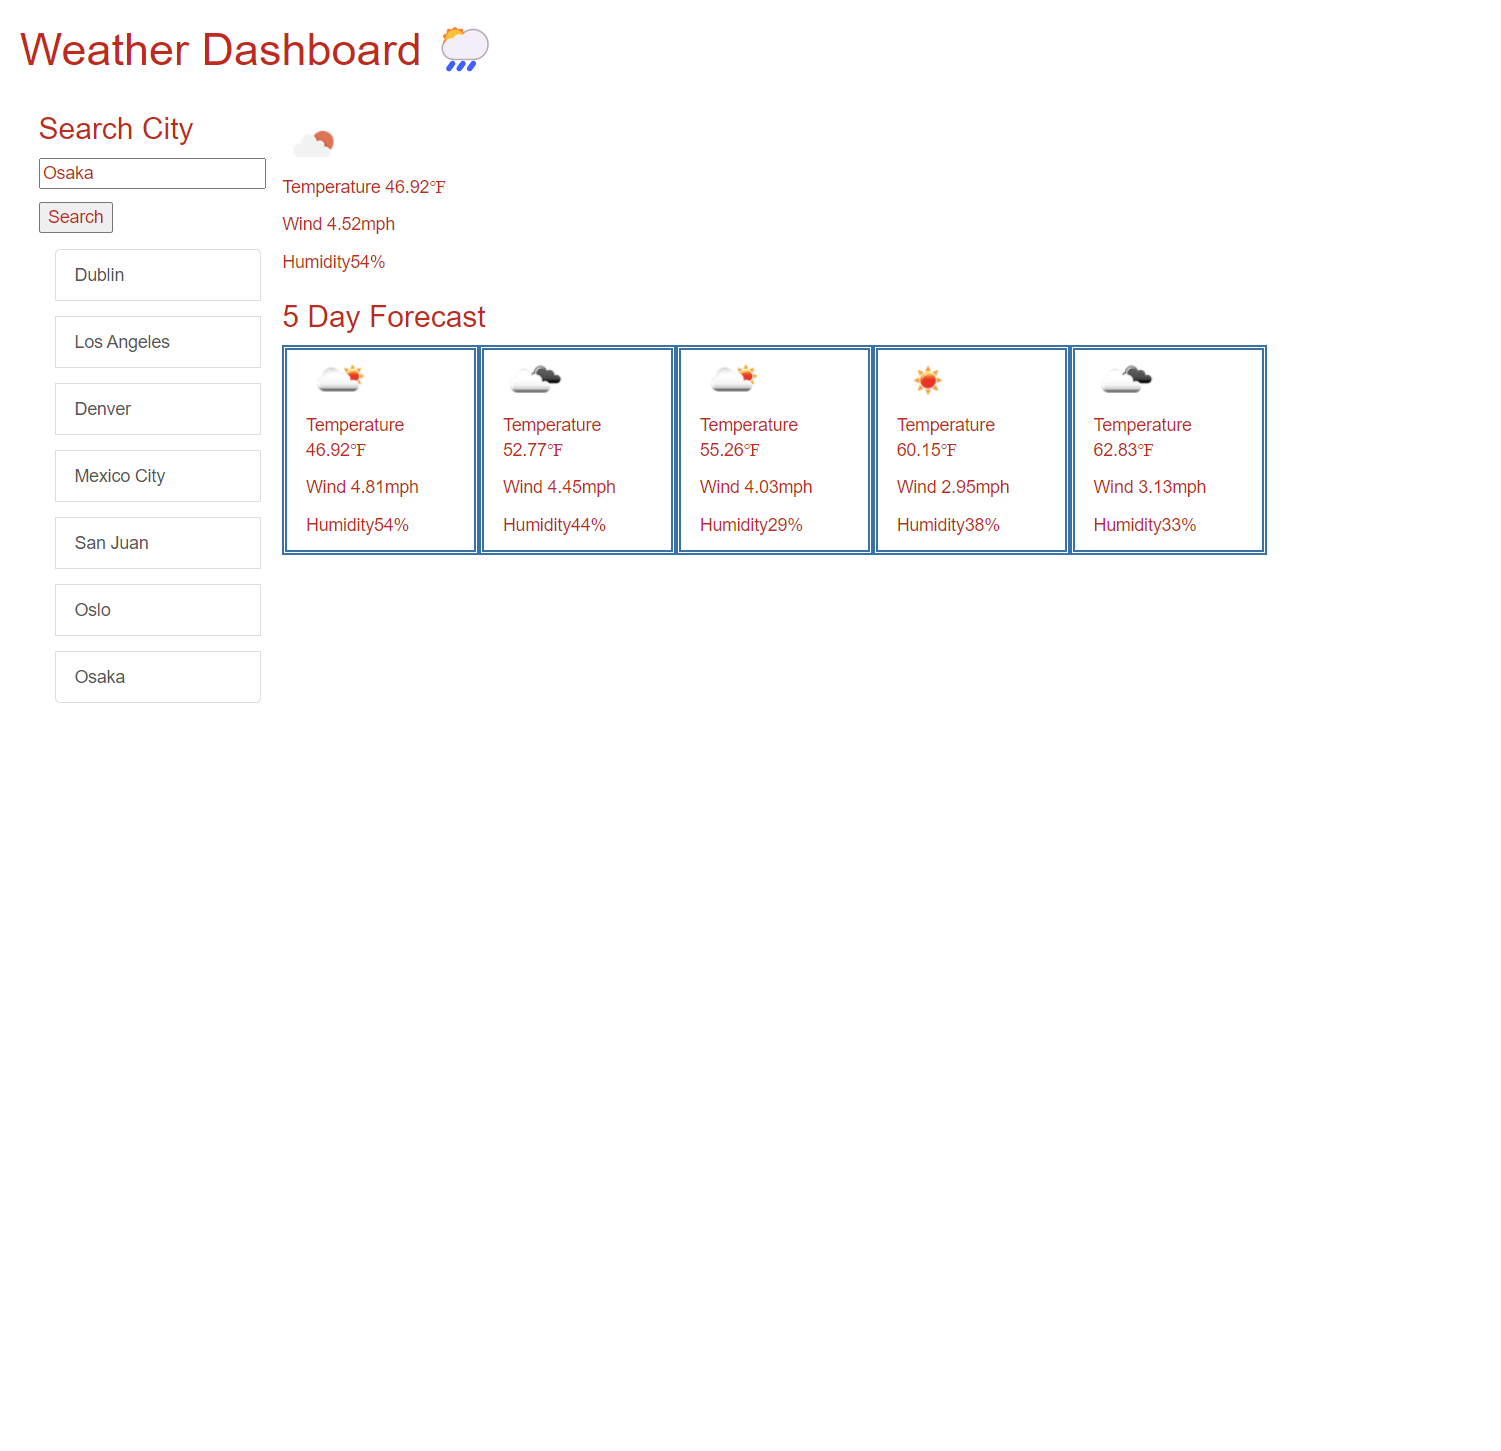 Weather Dashboard
Search City
Osaka
Search
Dublin
Los Angeles
Denver
Mexico City
San Juan
Oslo
Osaka
Temperature 46.92°F
Wind 4.52mph
Humidity54%
5 Day Forecast
Temperature
46.92°F
Wind 4.81mph
Humidity54%
Temperature
52.77°F
Wind 4.45mph
Humidity44%
Temperature
55.26°F
Wind 4.03mph
Humidity29%
Temperature
60.15°F
Wind 2.95mph
Humidity38%
Temperature
62.83°F
Wind 3.13mph
Humidity33%